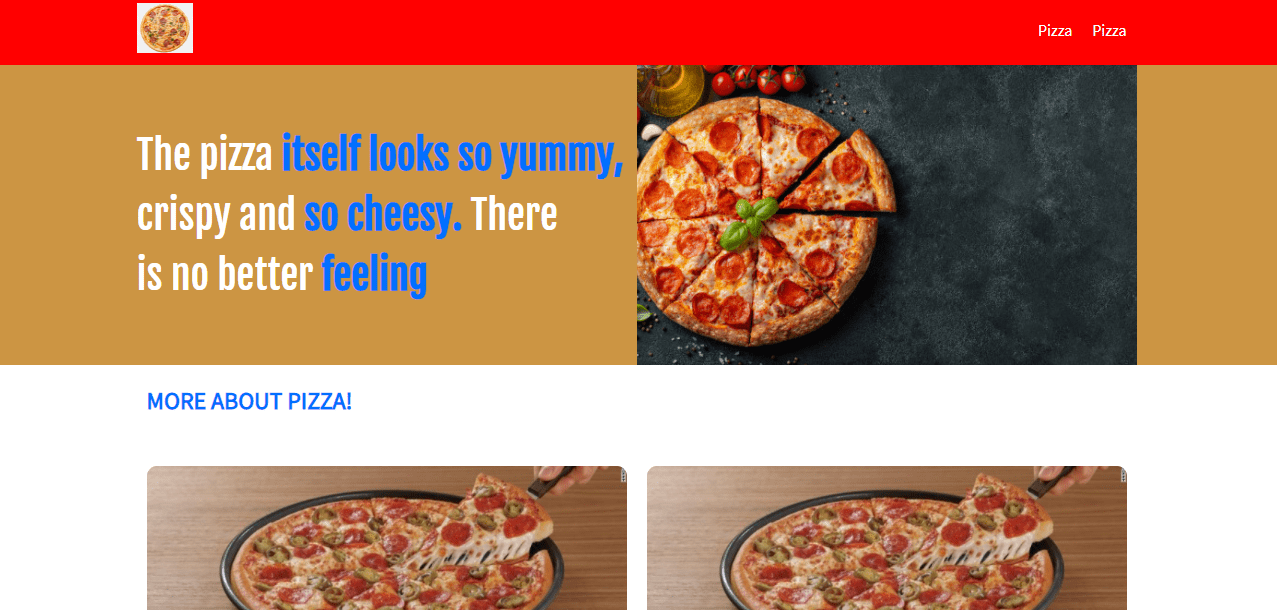 Pizza Pizza
The pizza itself looks so yummy,
crispy and so cheesy. There
is no better feeling
MORE ABOUT PIZZA!